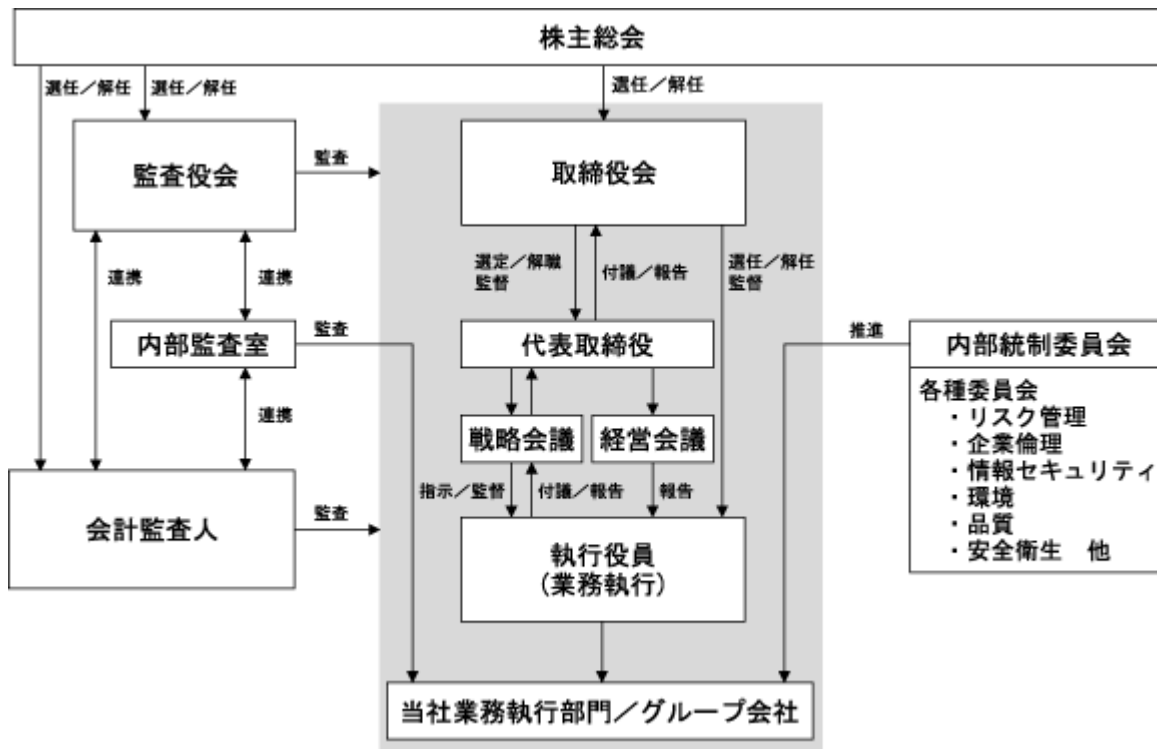 株主総会
選任／解任
選任／解任
選任／解任
監査役会
監査
取締役会
連携
連携
選定／解職
監督
付議／報告
選任／解任
監督
内部監査室
監査
代表取締役
推進
内部統制委員会
各種委員会
・リスク管理
・企業倫理
・情報セキュリティ
・環境
・品質
・安全衛生　他
連携
戦略会議
経営会議
指示／監督
付議／報告
報告
会計監査人
監査
執行役員
(業務執行)
当社業務執行部門／グループ会社